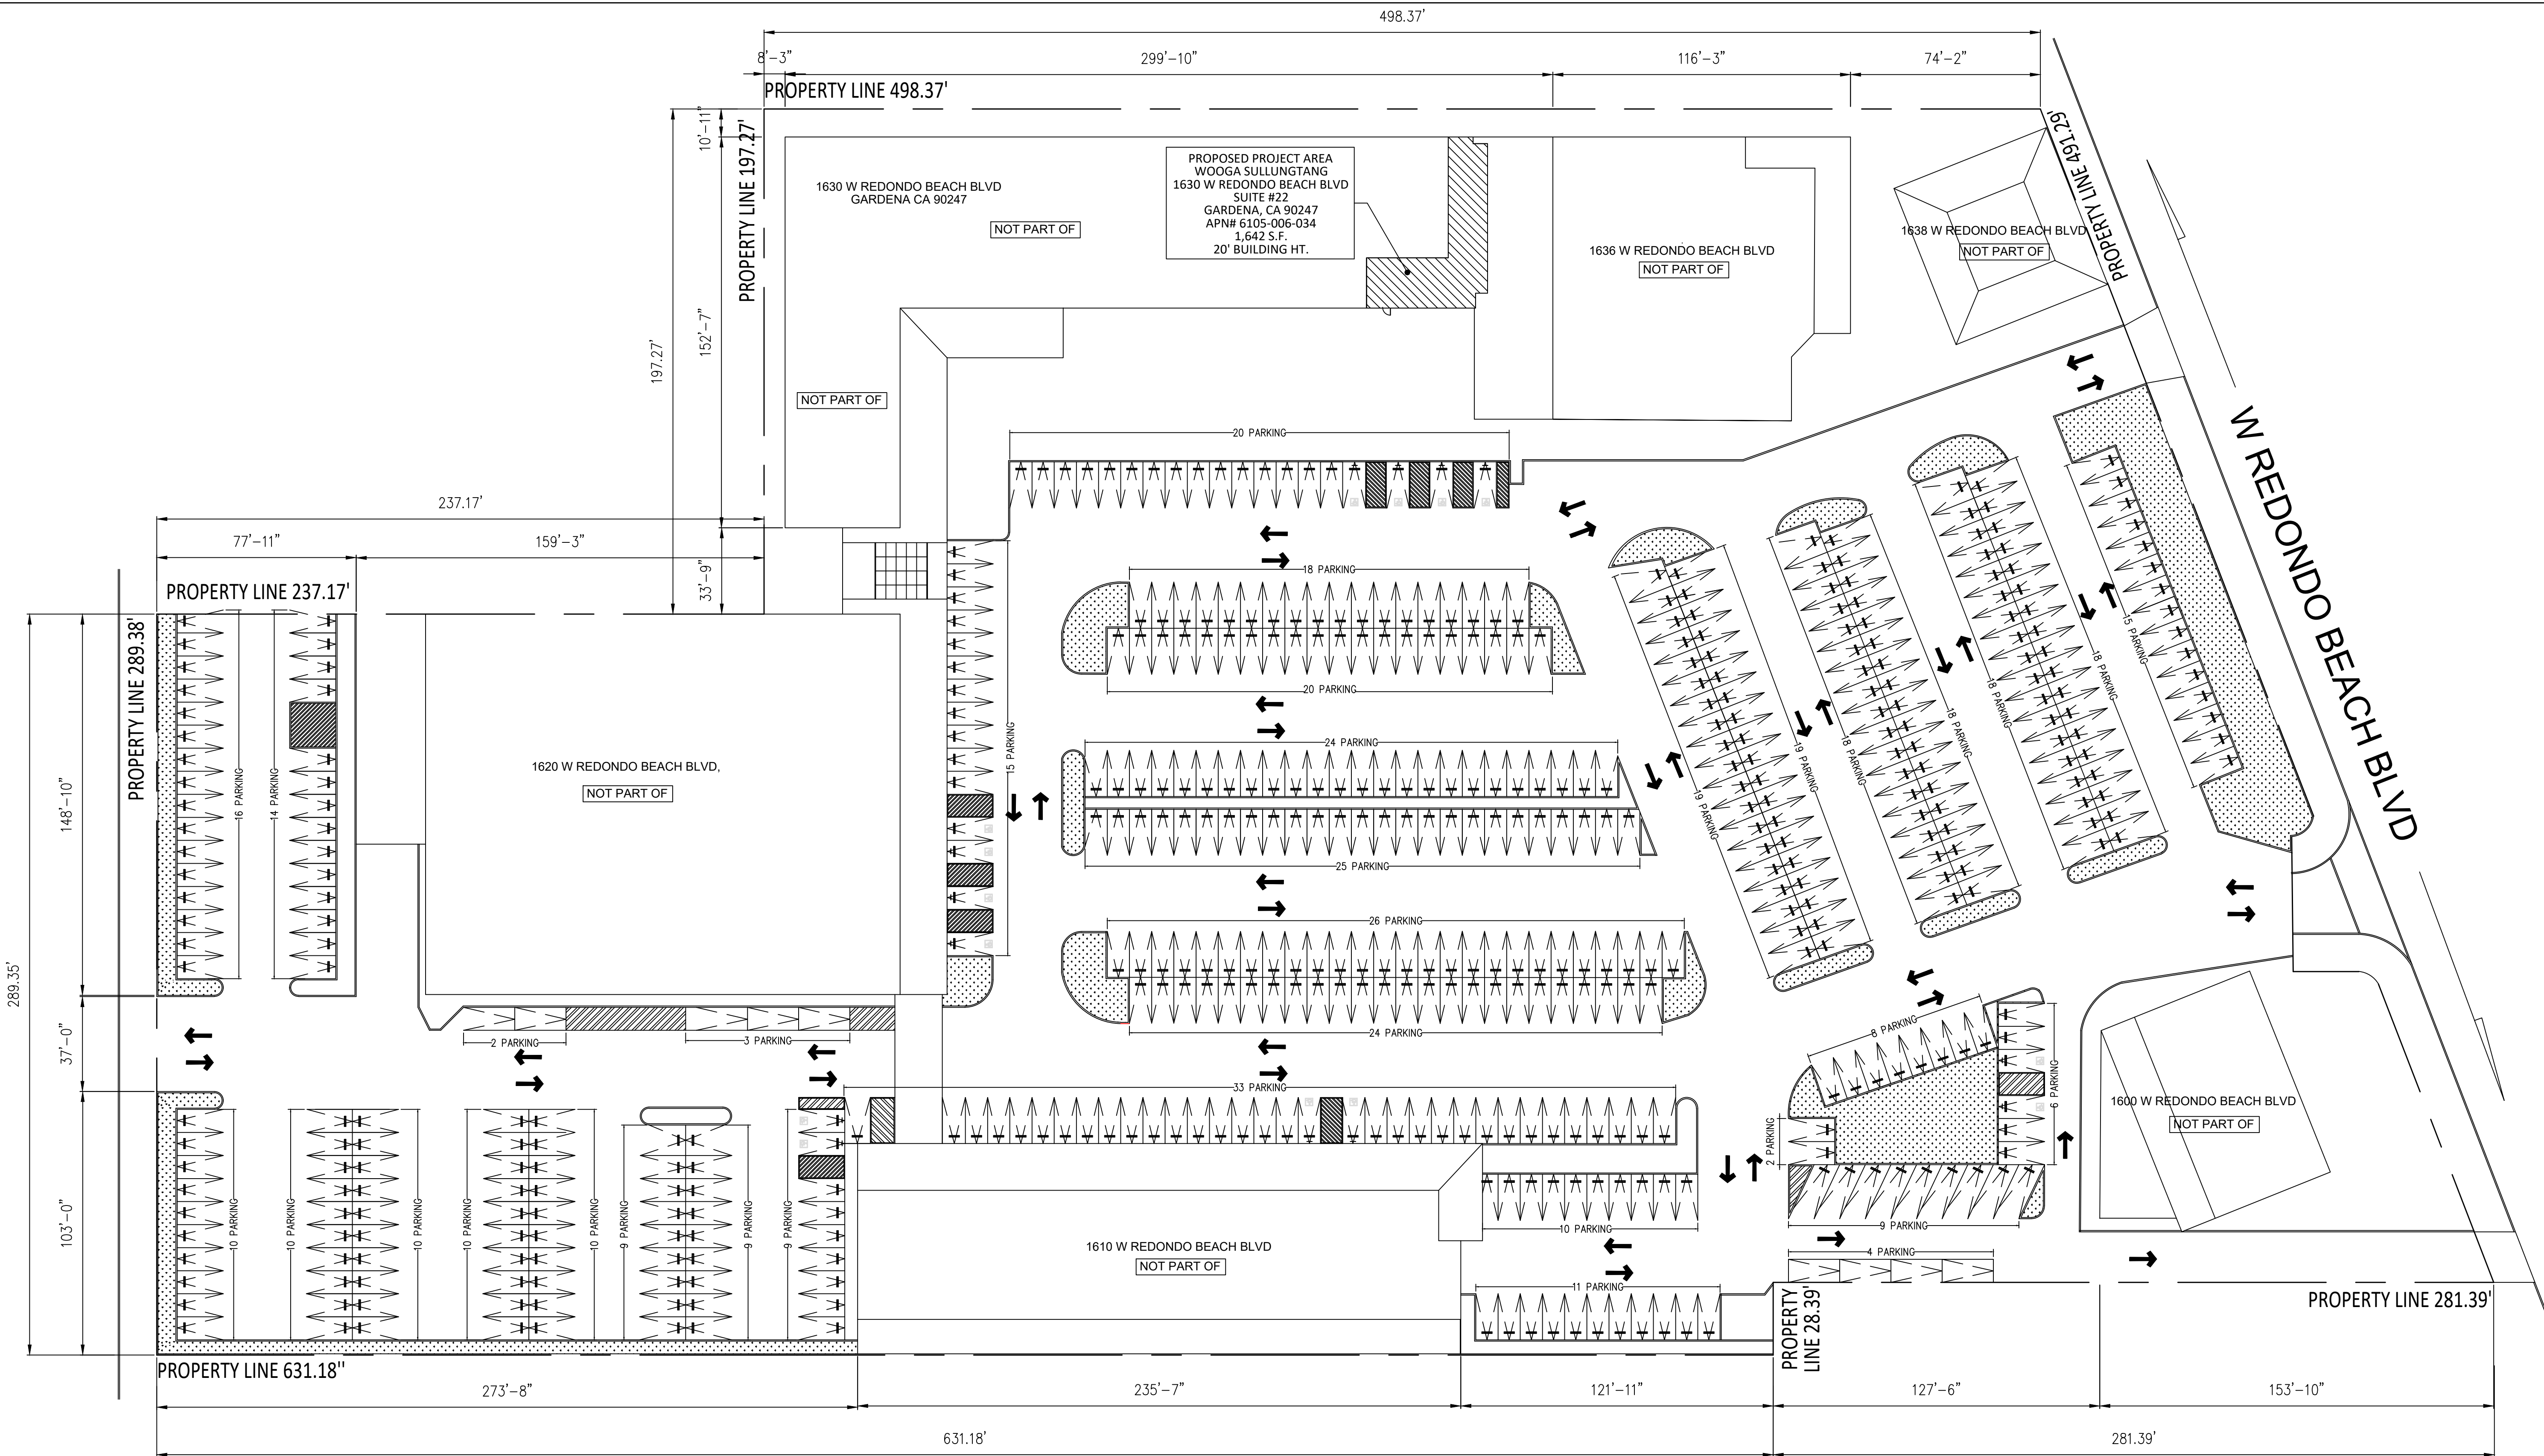 498.37'
8'-3"
299'-10"
116'-3"
74'-2"
PROPERTY LINE 498.37'
10'-11"
PROPERTY LINE 197.27'
PROPERTY LINE 491.29'
PROPOSED PROJECT AREA
WOOGA SULLUNGTANG
1630 W REDONDO BEACH BLVD
SUITE #22
GARDENA, CA 90247
APN# 6105-006-034
1,642 S.F.
20' BUILDING HT.
1630 W REDONDO BEACH BLVD
GARDENA CA 90247
NOT PART OF
1636 W REDONDO BEACH BLVD
NOT PART OF
1638 W REDONDO BEACH BLVD
NOT PART OF
152'-7"
197.27'
NOT PART OF
W REDONDO BEACH BLVD
20 PARKING
237.17'
77'-11"
159'-3"
33'-9"
PROPERTY LINE 237.17'
PROPERTY LINE 289.38'
18 PARKING
20 PARKING
15 PARKING
24 PARKING
25 PARKING
26 PARKING
24 PARKING
33 PARKING
19 PARKING
19 PARKING
18 PARKING
18 PARKING
18 PARKING
18 PARKING
15 PARKING
148'-10"
16 PARKING
14 PARKING
1620 W REDONDO BEACH BLVD,
NOT PART OF
289.35'
37'-0"
2 PARKING
3 PARKING
8 PARKING
6 PARKING
2 PARKING
9 PARKING
4 PARKING
1600 W REDONDO BEACH BLVD
NOT PART OF
103'-0"
10 PARKING
10 PARKING
10 PARKING
10 PARKING
10 PARKING
9 PARKING
9 PARKING
9 PARKING
1610 W REDONDO BEACH BLVD
NOT PART OF
10 PARKING
11 PARKING
PROPERTY
LINE 28.39'
PROPERTY LINE 281.39'
PROPERTY LINE 631.18''
273'-8"
235'-7"
121'-11"
127'-6"
153'-10"
631.18'
281.39'